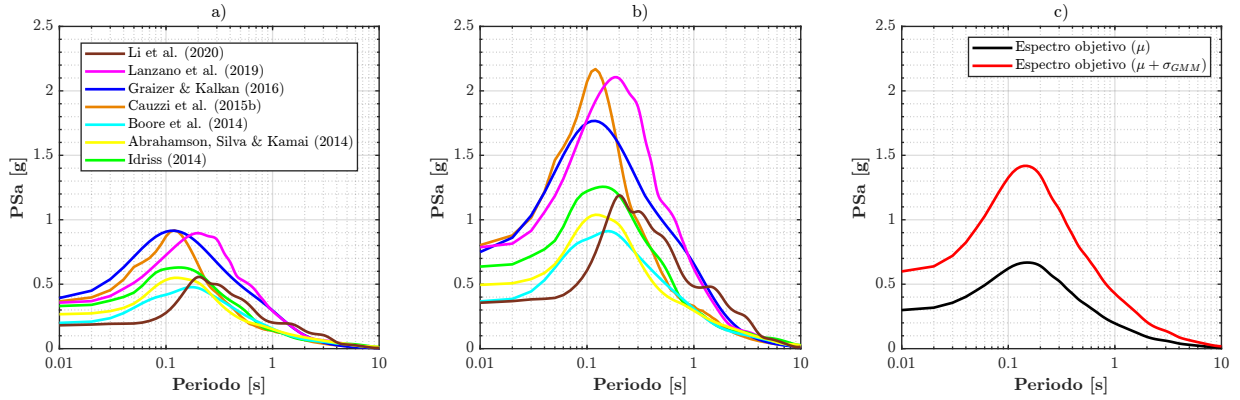 a)
2.5
2
1.5
1
0.5
0
PSa [g]
Li et al. (2020)
Lanzano et al. (2019)
Graizer & Kalkan (2016)
Cauzzi et al. (2015b)
Boore et al. (2014)
Abrahamson, Silva & Kamai (2014)
Idriss (2014)
0.01 0.1 1 10
Periodo [s]
b)
2.5
2
1.5
1
0.5
0
PSa [g]
0.01 0.1 1 10
Periodo [s]
c)
2.5
2
1.5
1
0.5
0
PSa [g]
Espectro objetivo (μ)
Espectro objetivo (μ + σGMM)
0.01 0.1 1 10
Periodo [s]